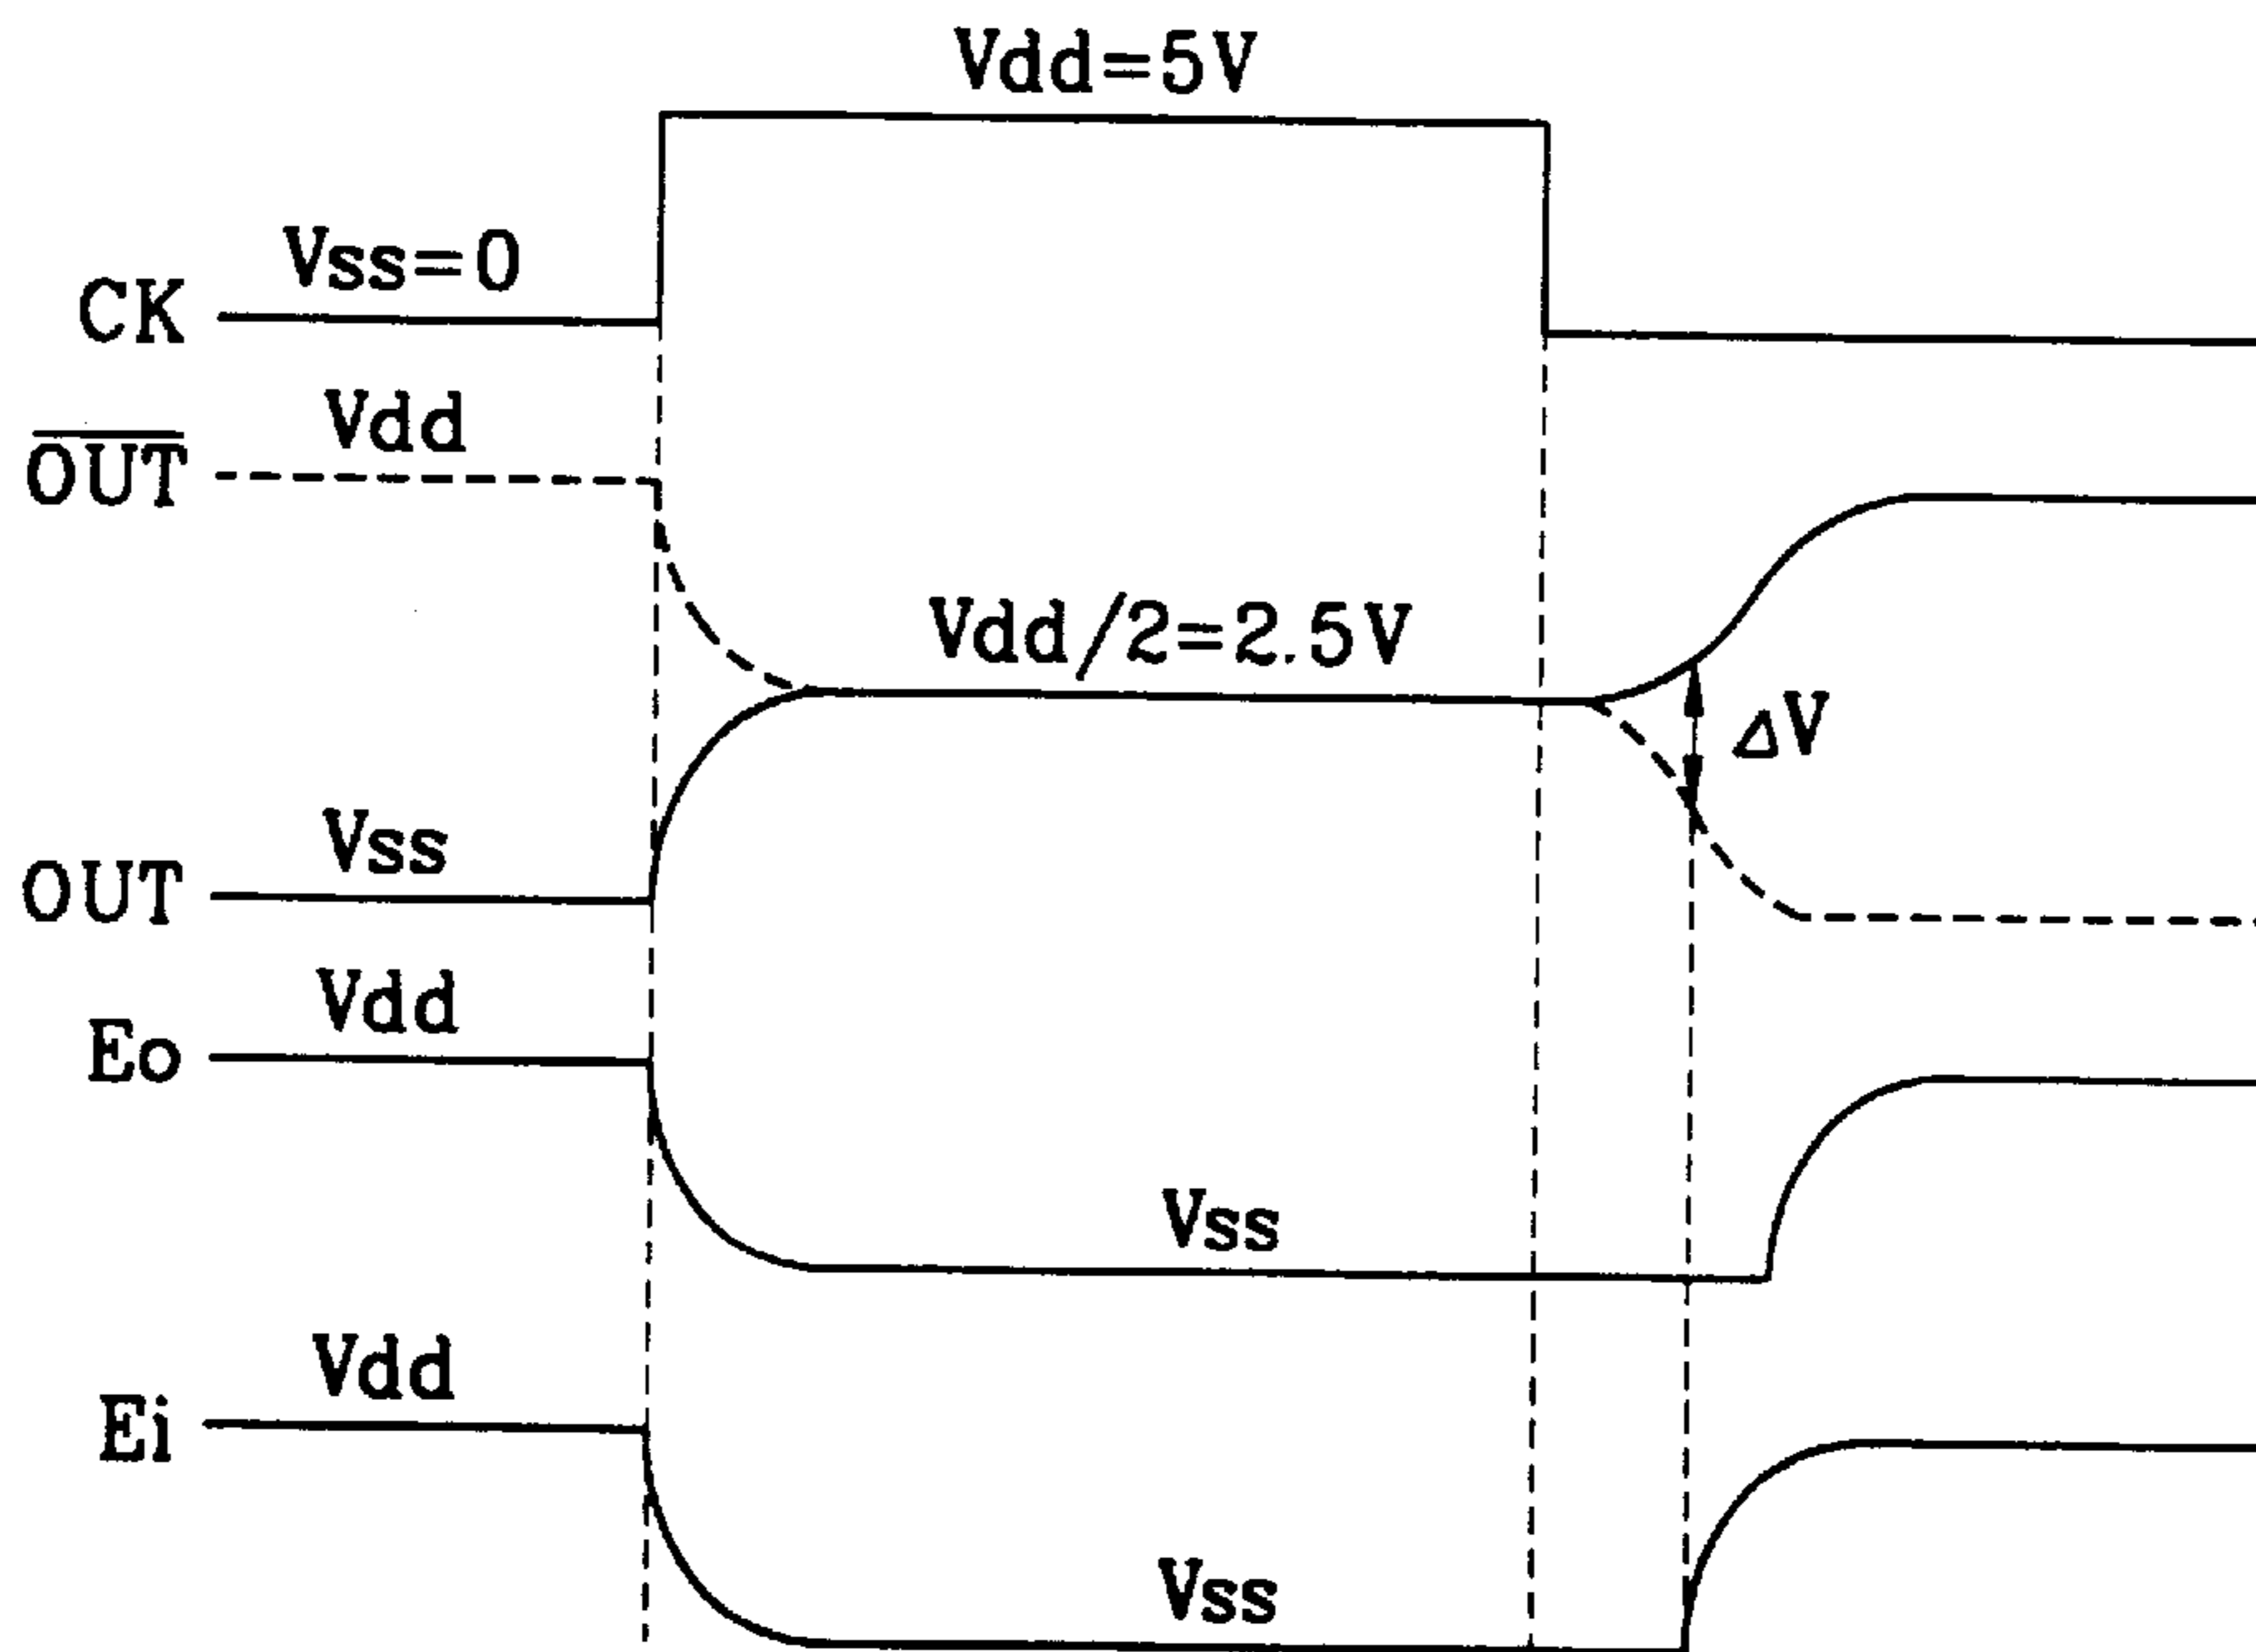 Vdd=5V
Vss=0
CK
Vdd
OUT
Vdd/2=2.5V
ΔV
Vss
OUT
Vdd
Eo
Vss
Vdd
Ei
Vss